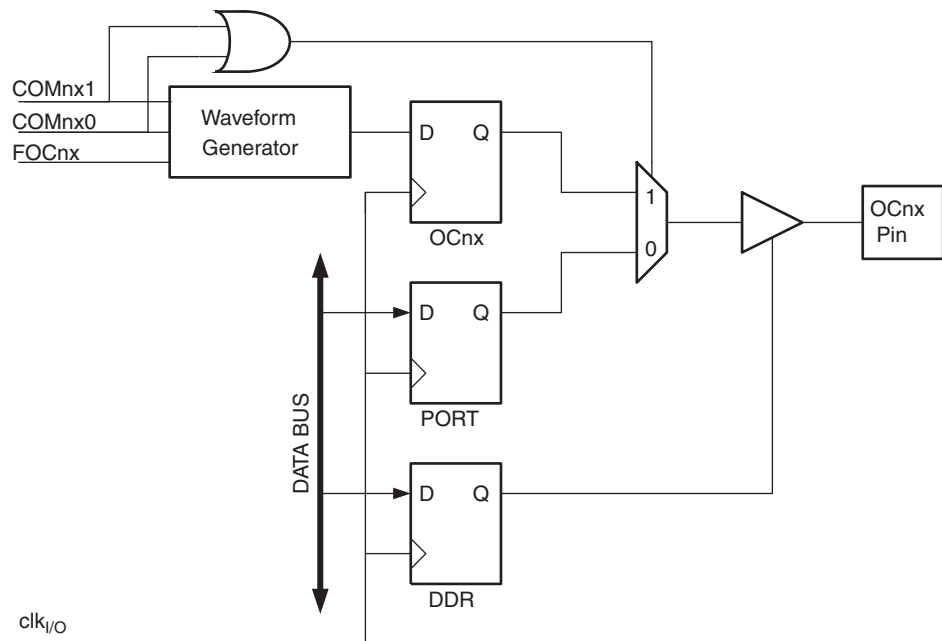 COMnx1
COMnx0
FOCnx
Waveform
Generator
D Q
OCnx
1
0
OCnx
Pin
D Q
PORT
DATA BUS
D Q
DDR
clkI/O